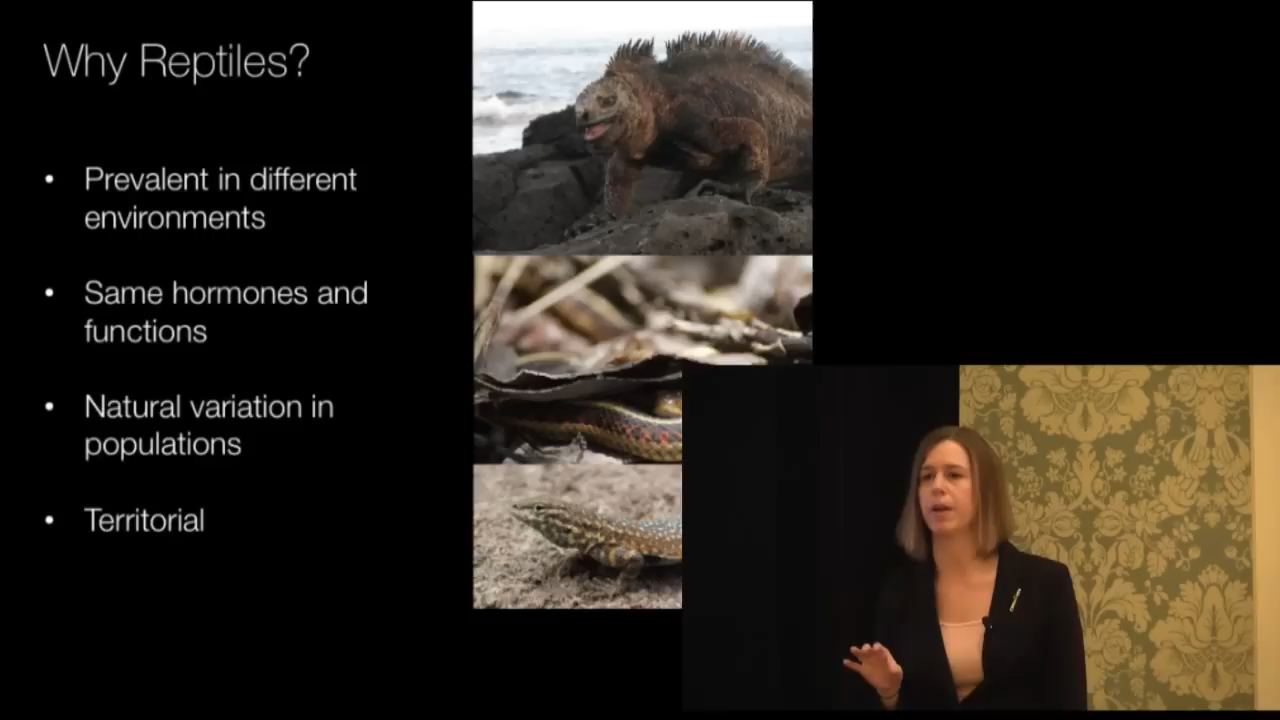 Why Reptiles?
• Prevalent in different
environments
• Same hormones and
functions
• Natural variation in
populations
• Territorial